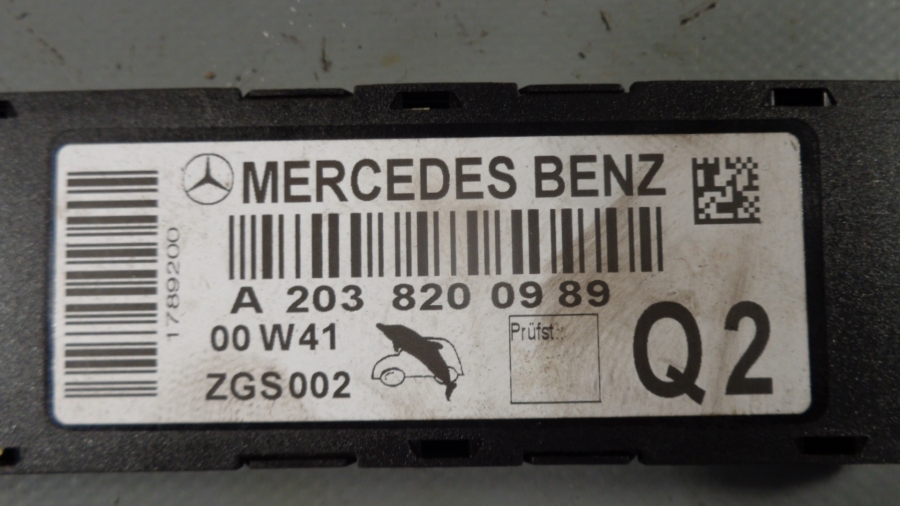 MERCEDES BENZ
1789200
A 203 820 09 89
00 W41
ZGS002
Prüfst.:
Q2